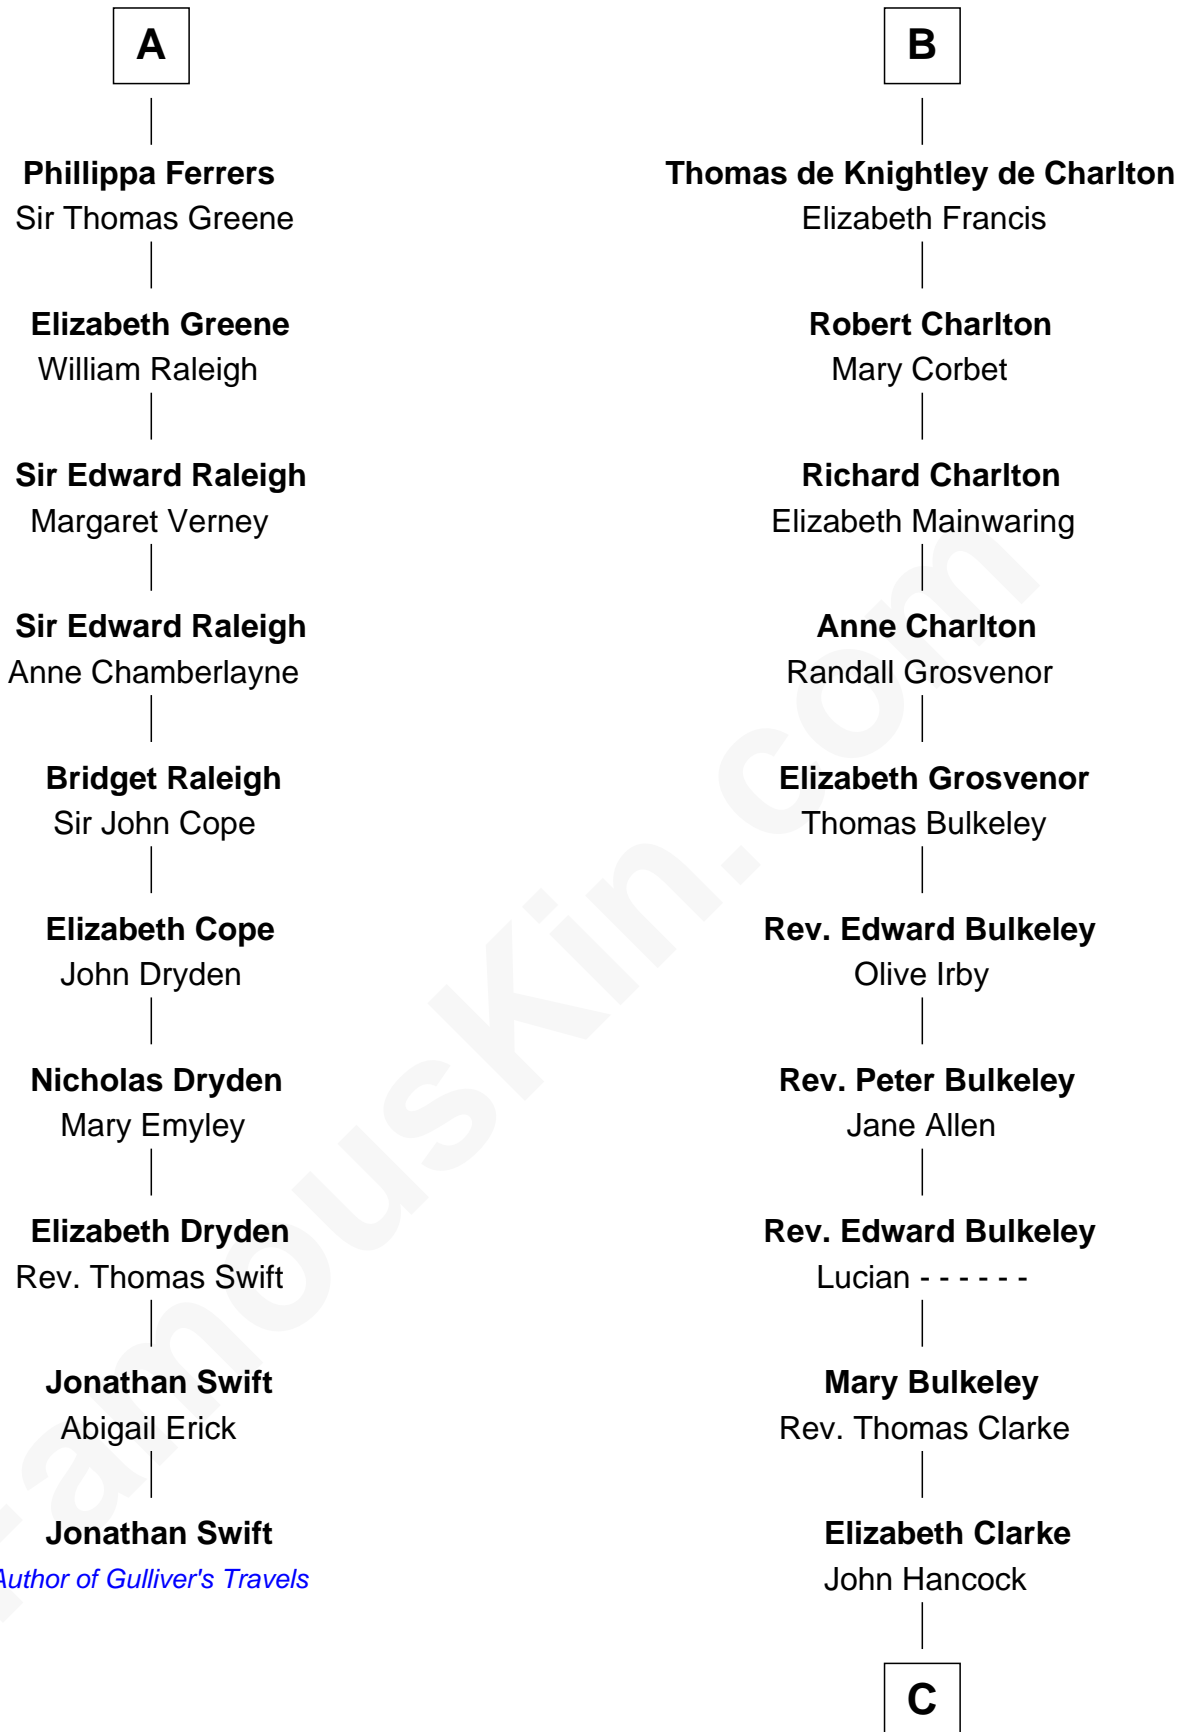 A
Phillippa Ferrers
Sir Thomas Greene
Elizabeth Greene
William Raleigh
Sir Edward Raleigh
Margaret Verney
Sir Edward Raleigh
Anne Chamberlayne
Bridget Raleigh
Sir John Cope
Elizabeth Cope
John Dryden
Nicholas Dryden
Mary Emyley
Elizabeth Dryden
Rev. Thomas Swift
Jonathan Swift
Abigail Erick
Jonathan Swift
Author of Gulliver's Travels
B
Thomas de Knightley de Charlton
Elizabeth Francis
Robert Charlton
Mary Corbet
Richard Charlton
Elizabeth Mainwaring
Anne Charlton
Randall Grosvenor
Elizabeth Grosvenor
Thomas Bulkeley
Rev. Edward Bulkeley
Olive Irby
Rev. Peter Bulkeley
Jane Allen
Rev. Edward Bulkeley
Lucian - - - - - -
Mary Bulkeley
Rev. Thomas Clarke
Elizabeth Clarke
John Hancock
C
FamousKin.com